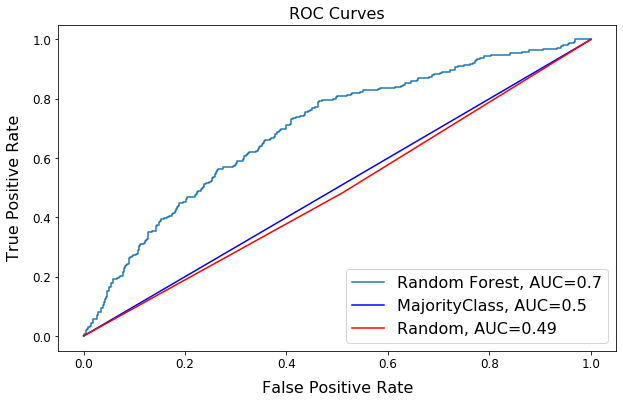 ROC Curves
True Positive Rate
1.0
0.8
0.6
0.4
0.2
0.0
Random Forest, AUC=0.7
MajorityClass, AUC=0.5
Random, AUC=0.49
0.0 0.2 0.4 0.6 0.8 1.0
False Positive Rate